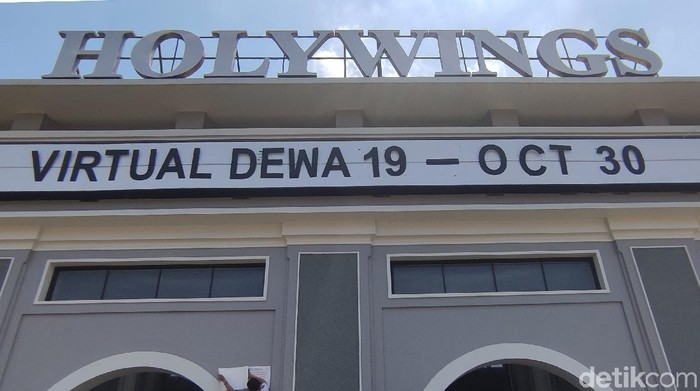 HOLYWINGS
VIRTUAL DEWA 19 — OCT 30
detikcom